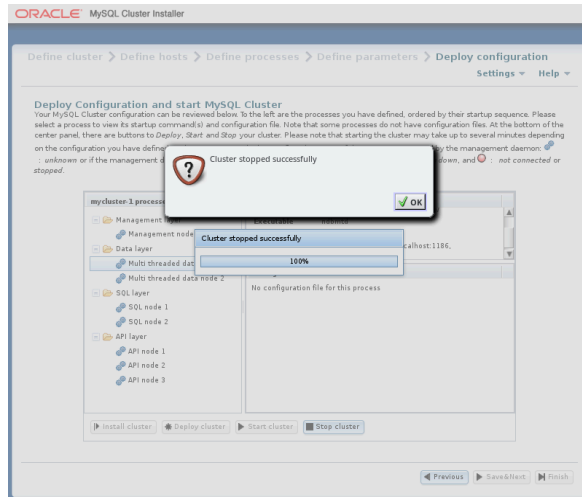 ORACLE MySQL Cluster Installer
Define cluster > Define hosts > Define processes > Define parameters > Deploy configuration
Settings Help
Deploy Configuration and start MySQL Cluster
Your MySQL Cluster configuration can be reviewed below. To the left are the processes you have defined, ordered by their startup sequence. Please
select a process to view its startup command(s) and configuration file. Note that some processes do not have configuration files. At the bottom of the
center panel, there are buttons to Deploy, Start and Stop your cluster. Please note that starting the cluster may take up to several minutes depending
on the configuration you have defined by the management daemon:
: unknown or if the management d down, and : not connected or
stopped.
Cluster stopped successfully
OK
mycluster-1 processes
Management layer
Executable
Management node
Cluster stopped successfully
calhost:1186,
Data layer
100%
Multi threaded dat
Multi threaded data node 2
No configuration file for this process
SQL layer
SQL node 1
SQL node 2
API layer
API node 1
API node 2
API node 3
Install cluster Deploy cluster Start cluster Stop cluster
Previous Save&Next Finish